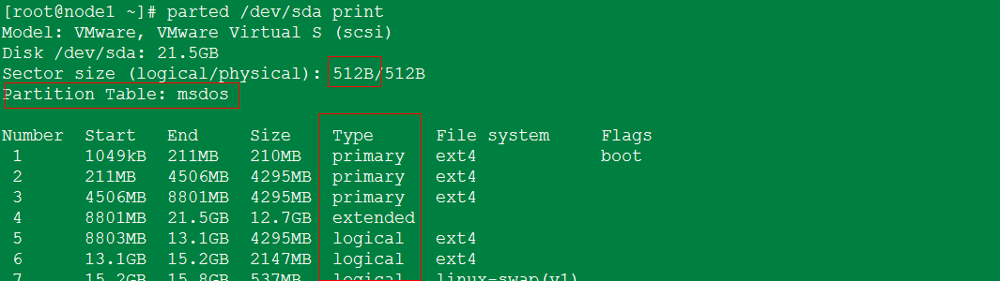 [root@node1 ~]# parted /dev/sda print
Model: VMware, VMware Virtual S (scsi)
Disk /dev/sda: 21.5GB
Sector size (logical/physical): 512B/512B
Partition Table: msdos
Number  Start   End     Size    Type      File system     Flags
 1      1049kB  211MB   210MB   primary   ext4            boot
 2      211MB   4506MB  4295MB  primary   ext4
 3      4506MB  8801MB  4295MB  primary   ext4
 4      8801MB  21.5GB  12.7GB  extended
 5      8803MB  13.1GB  4295MB  logical   ext4
 6      13.1GB  15.2GB  2147MB  logical   ext4
 7      15.2GB  15.8GB  537MB   logical   linux-swap(v1)